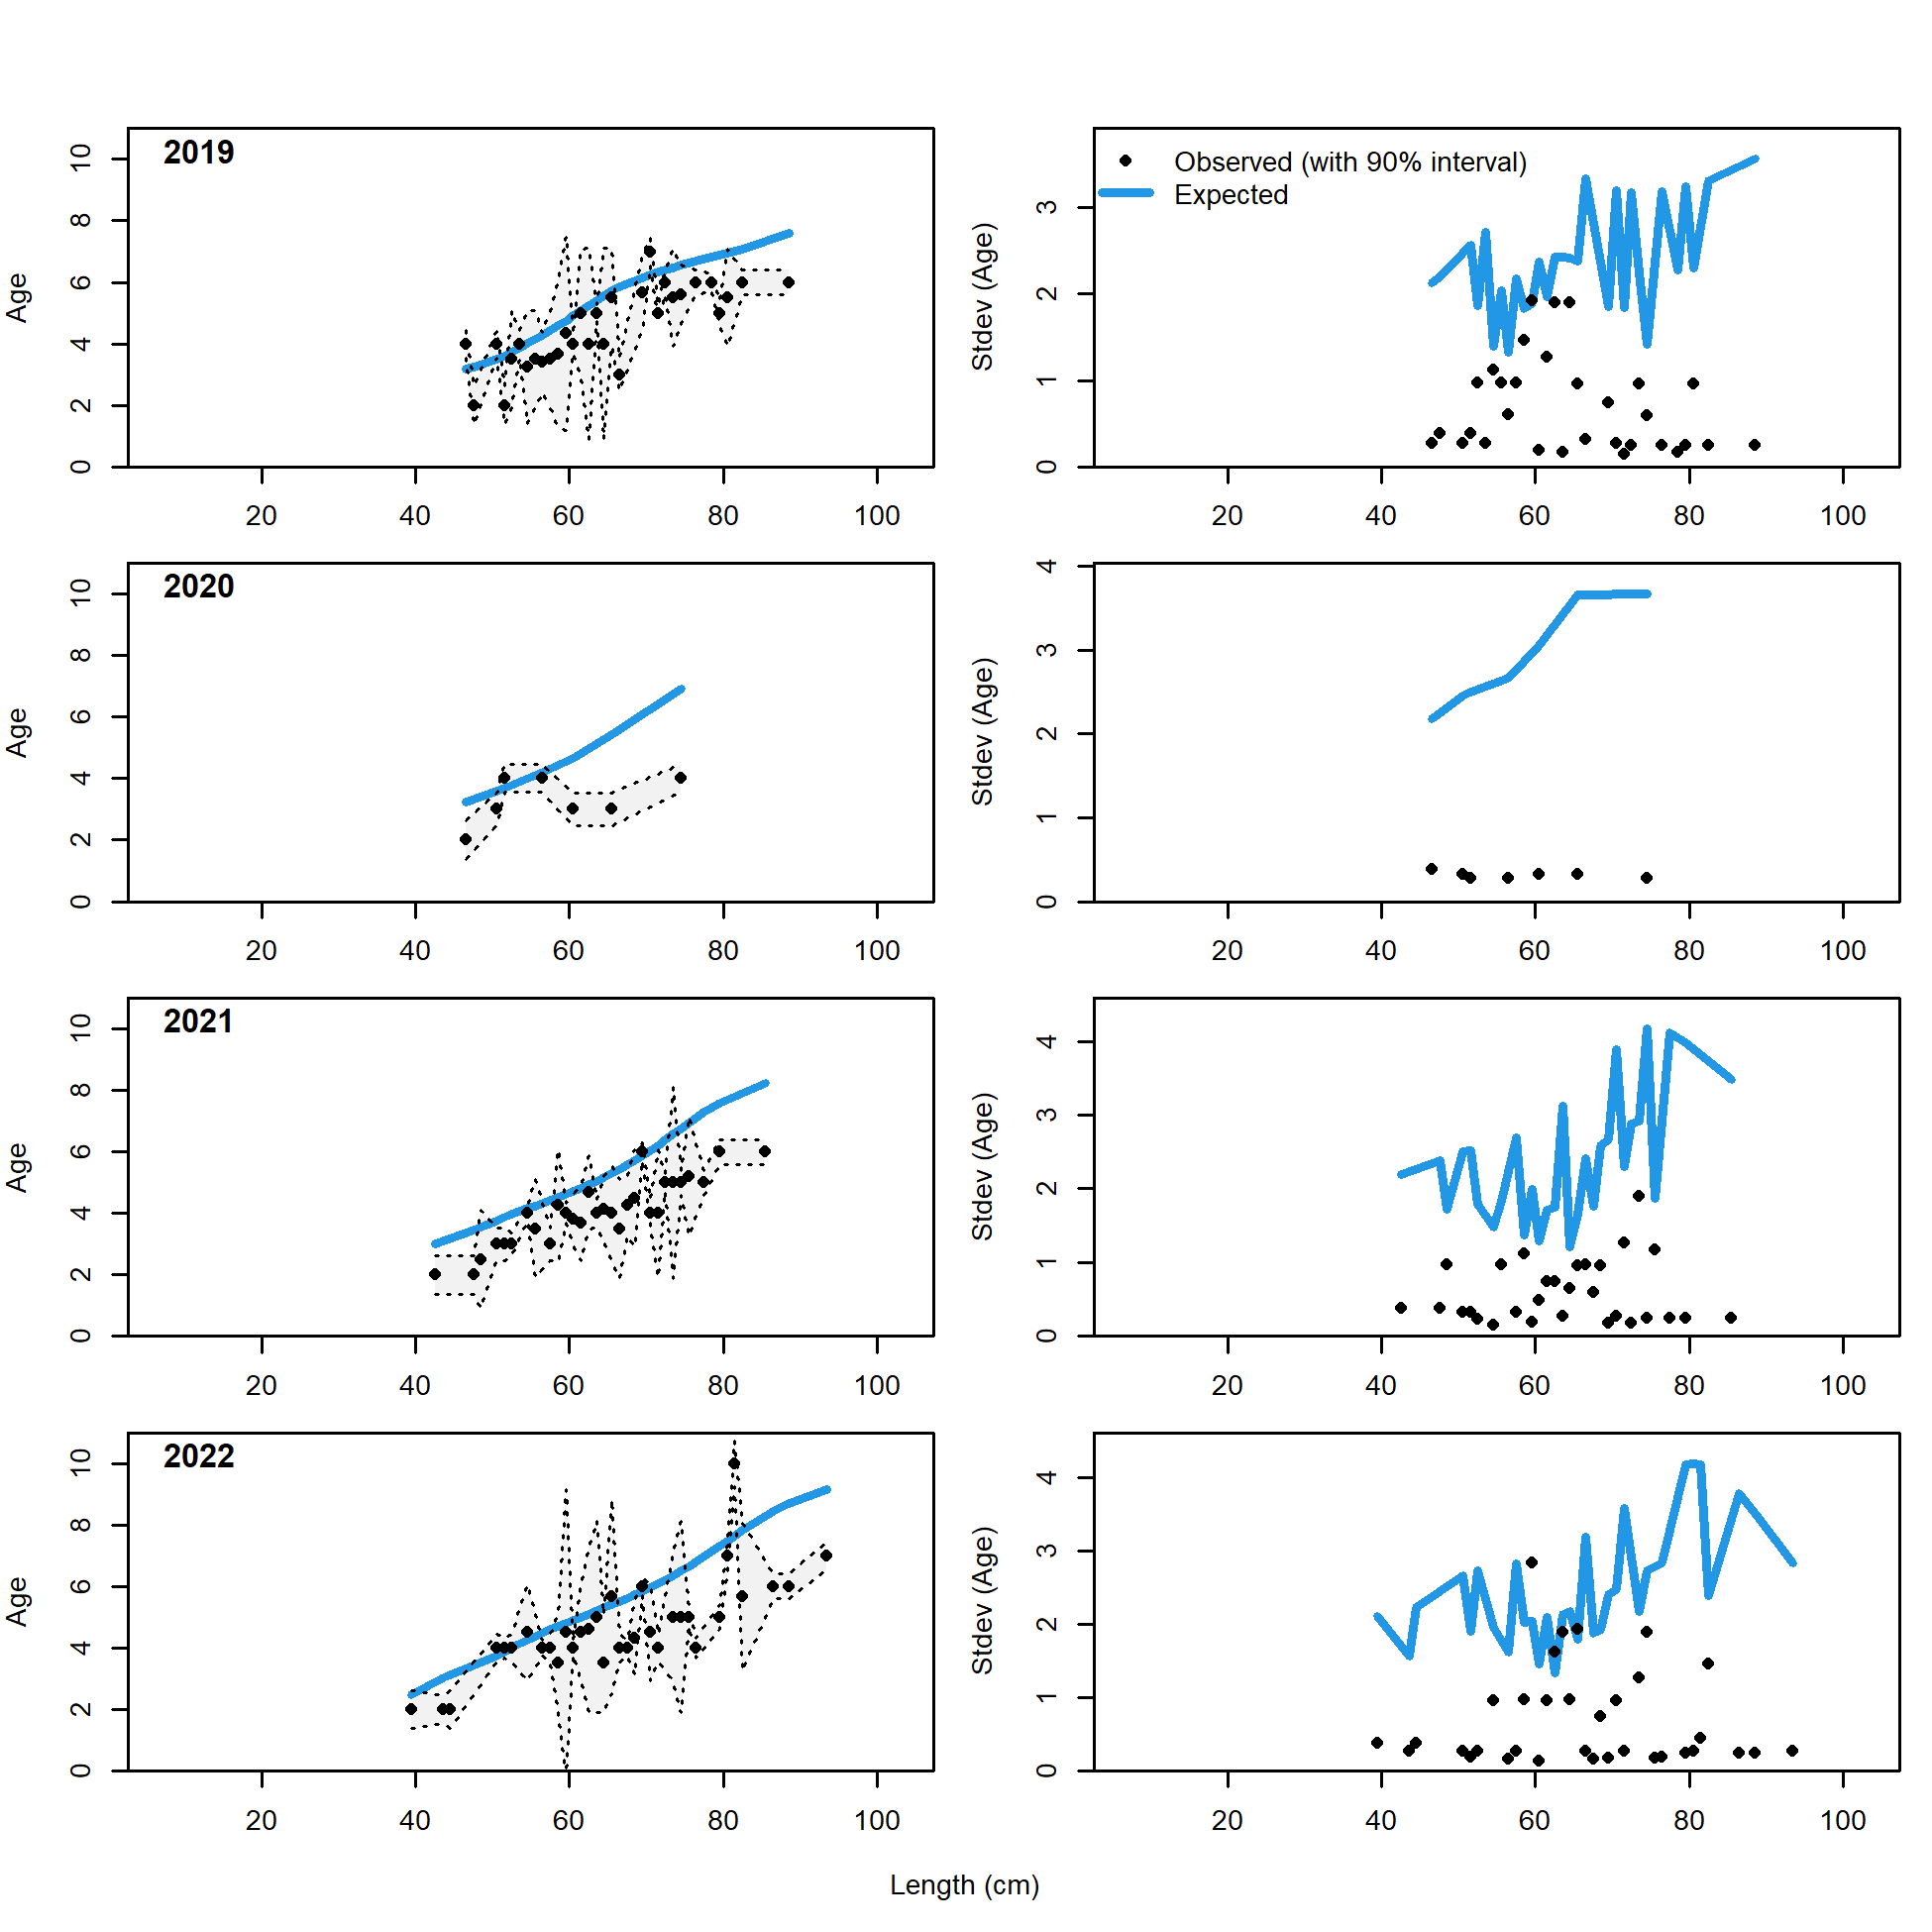 2019
Age
0 2 4 6 8 10
20 40 60 80 100
Observed (with 90% interval)
Expected
Stdev (Age)
0 1 2 3
20 40 60 80 100
2020
Age
0 2 4 6 8 10
20 40 60 80 100
Stdev (Age)
0 1 2 3 4
20 40 60 80 100
2021
Age
0 2 4 6 8 10
20 40 60 80 100
Stdev (Age)
0 1 2 3 4
20 40 60 80 100
2022
Age
0 2 4 6 8 10
20 40 60 80 100
Stdev (Age)
0 1 2 3 4
20 40 60 80 100
Length (cm)